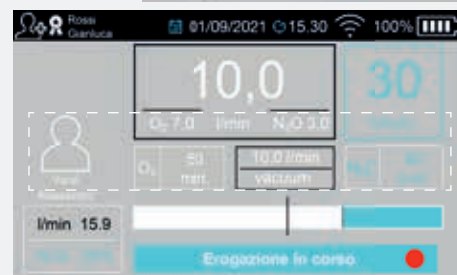 Rossi
Gianluca
01/09/2021 15.30 100%
10,0
30
O₂ 7.0 l/min N₂O 3.0
O₂ 50 min.
10,0 l/min
vacuum
l/min 15.9
Erogazione in corso